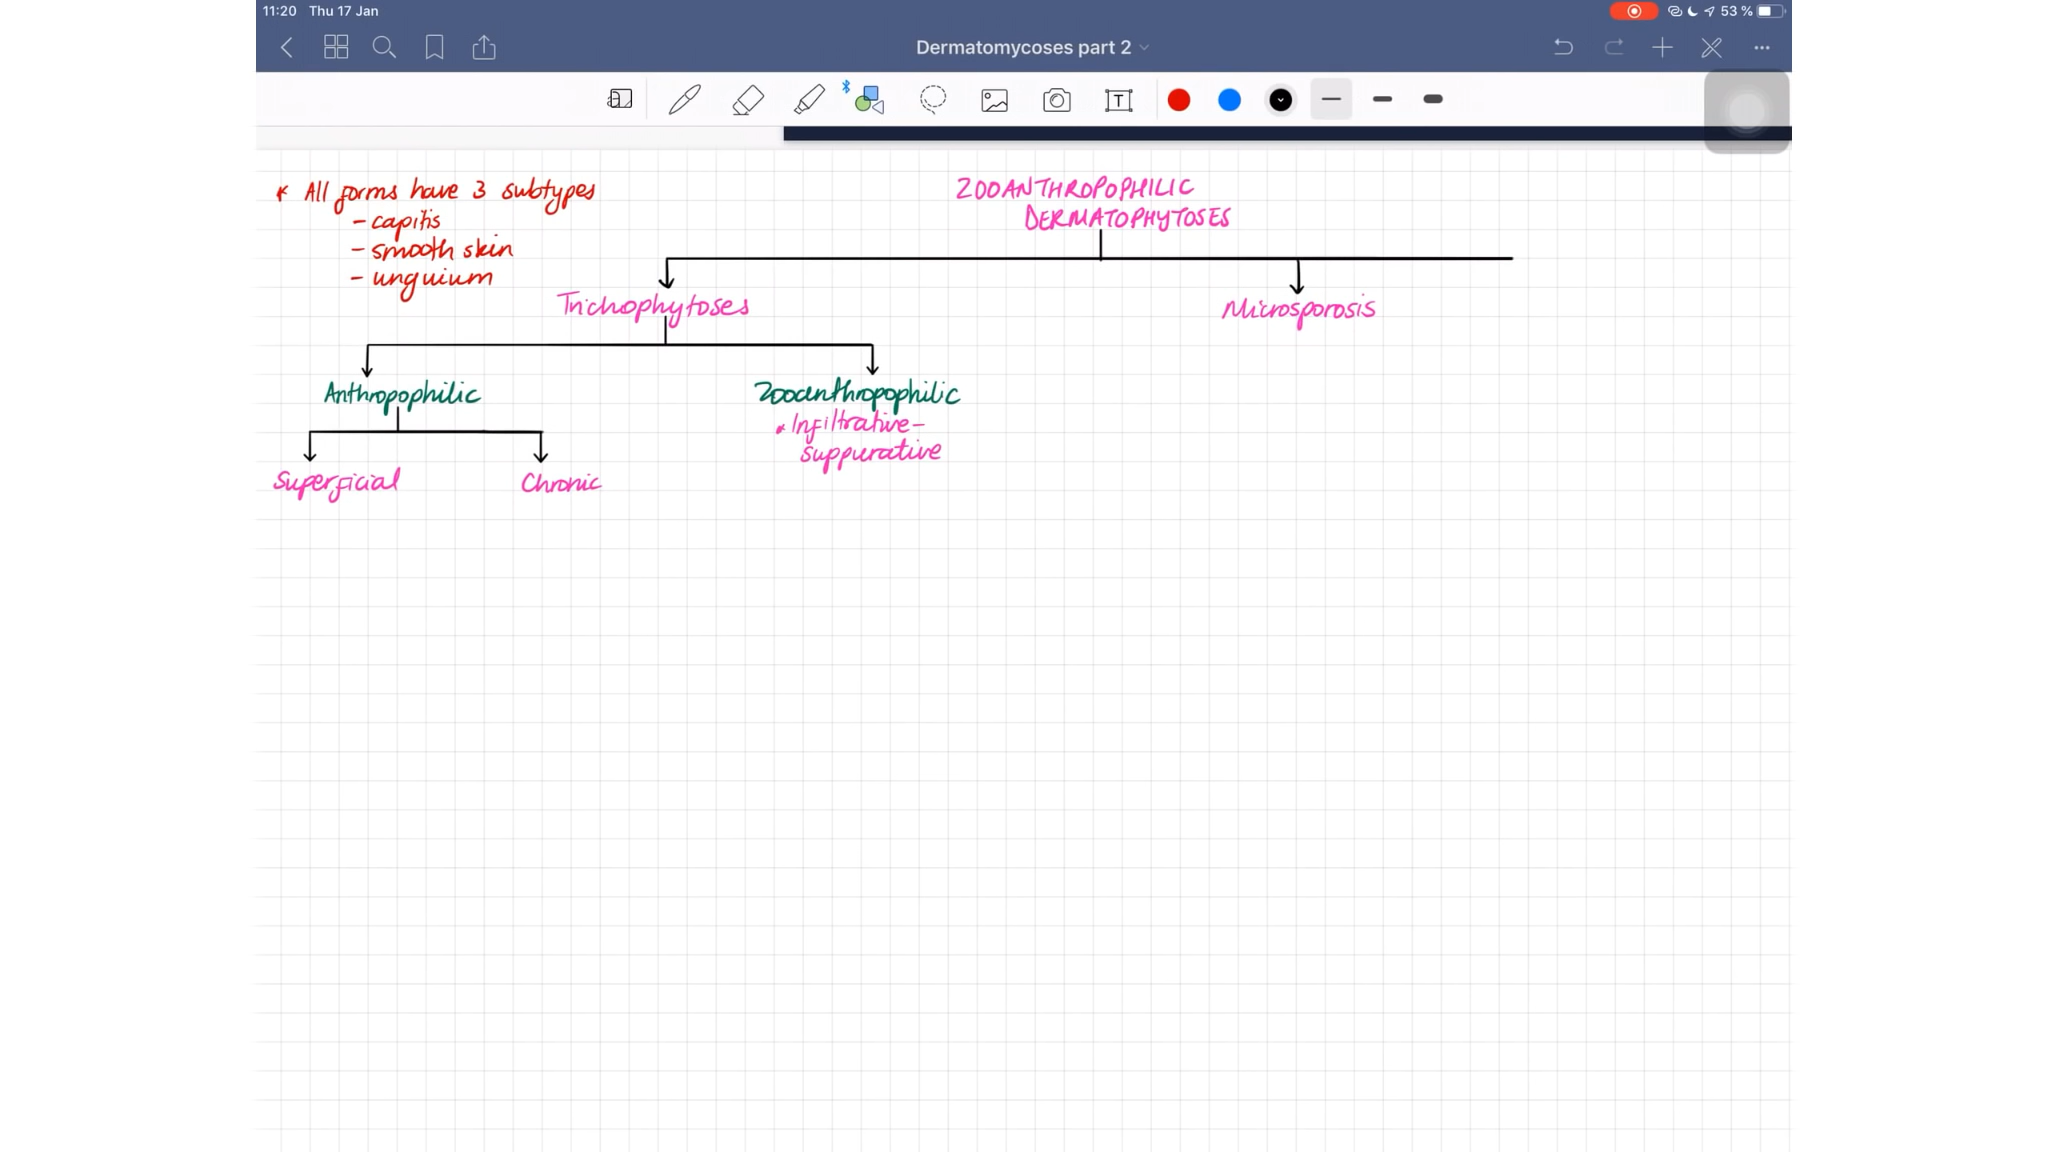 11:20 Thu 17 Jan
53 %
Dermatomycoses part 2
T
* All forms have 3 subtypes
- capitis
- smooth skin
- unguium
ZOOANTHROPOPHILIC
DERMATOPHYTOSES
Trichophytoses
Microsporosis
Anthropophilic
Zooanthropophilic
* Infiltrative-
suppurative
Superficial
Chronic